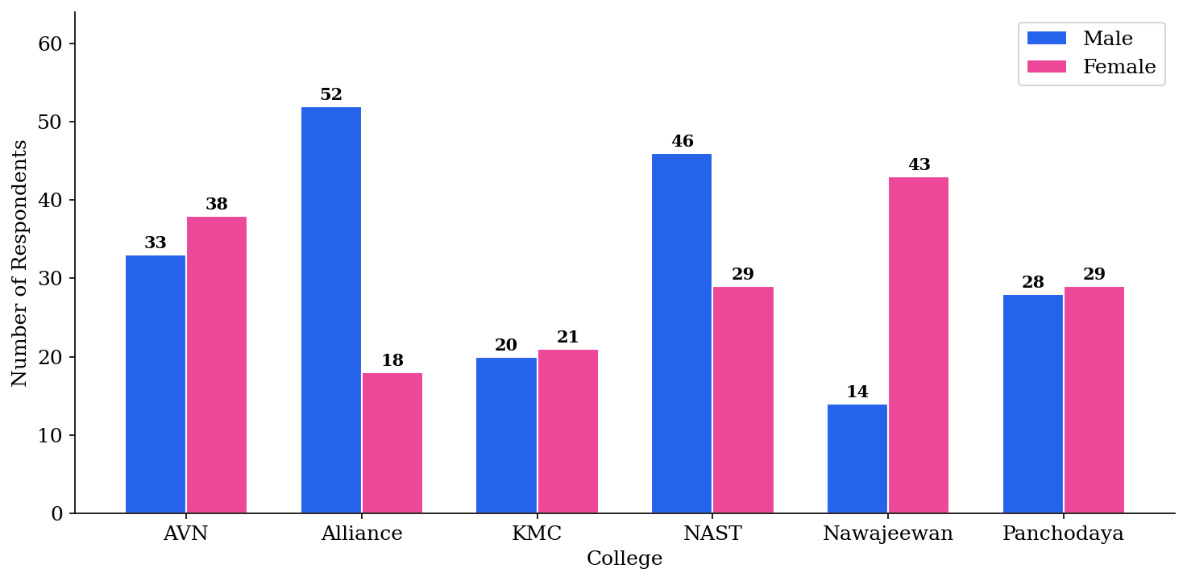 Male
Female
Number of Respondents
60
50
40
30
20
10
0
33 38
52 18
20 21
46 29
14 43
28 29
AVN Alliance KMC NAST Nawajeewan Panchodaya
College